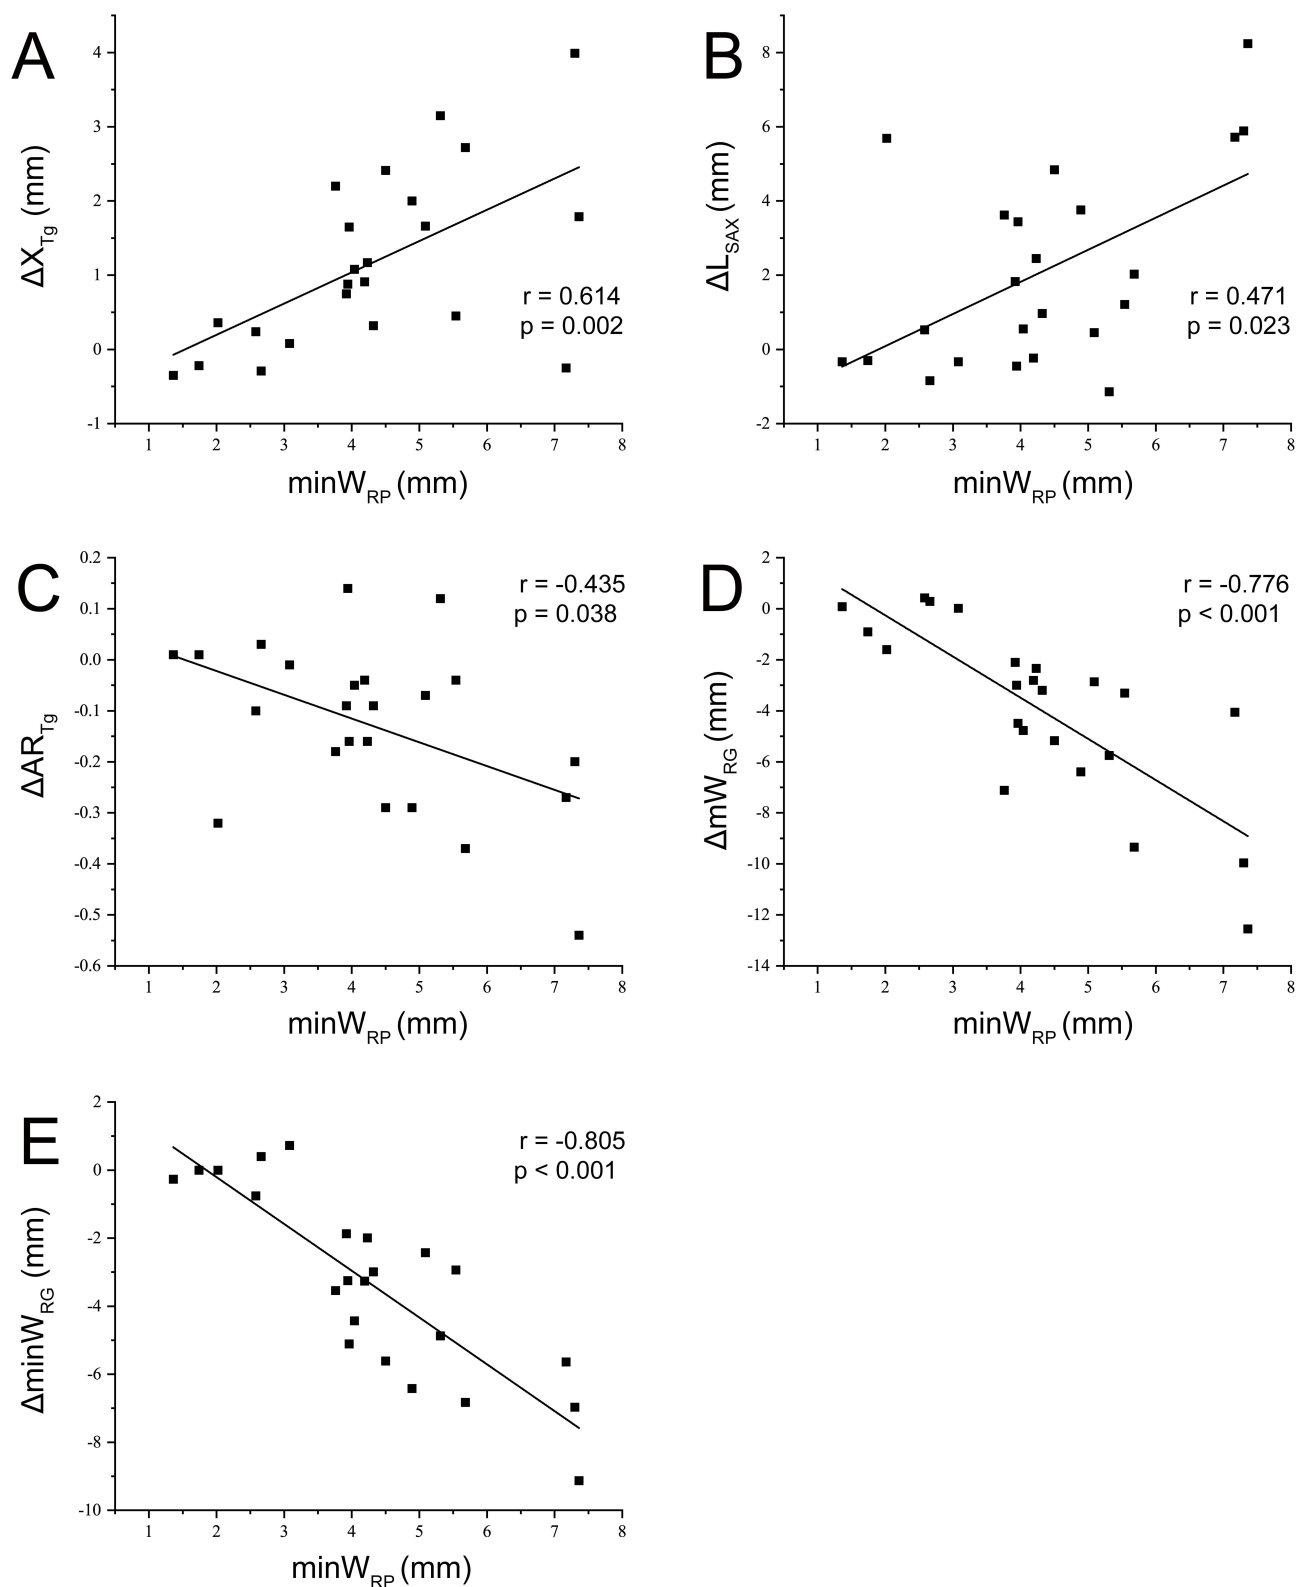 A
4
3
2
1
0
-1
ΔX_Tg (mm)
r = 0.614
p = 0.002
1 2 3 4 5 6 7 8
minW_RP (mm)
B
8
6
4
2
0
-2
ΔL_SAX (mm)
r = 0.471
p = 0.023
1 2 3 4 5 6 7 8
minW_RP (mm)
C
0.2
0.1
0.0
-0.1
-0.2
-0.3
-0.4
-0.5
-0.6
ΔAR_Tg
r = -0.435
p = 0.038
1 2 3 4 5 6 7 8
minW_RP (mm)
D
2
0
-2
-4
-6
-8
-10
-12
-14
ΔmW_RG (mm)
r = -0.776
p < 0.001
1 2 3 4 5 6 7 8
minW_RP (mm)
E
2
0
-2
-4
-6
-8
-10
ΔminW_RG (mm)
r = -0.805
p < 0.001
1 2 3 4 5 6 7 8
minW_RP (mm)